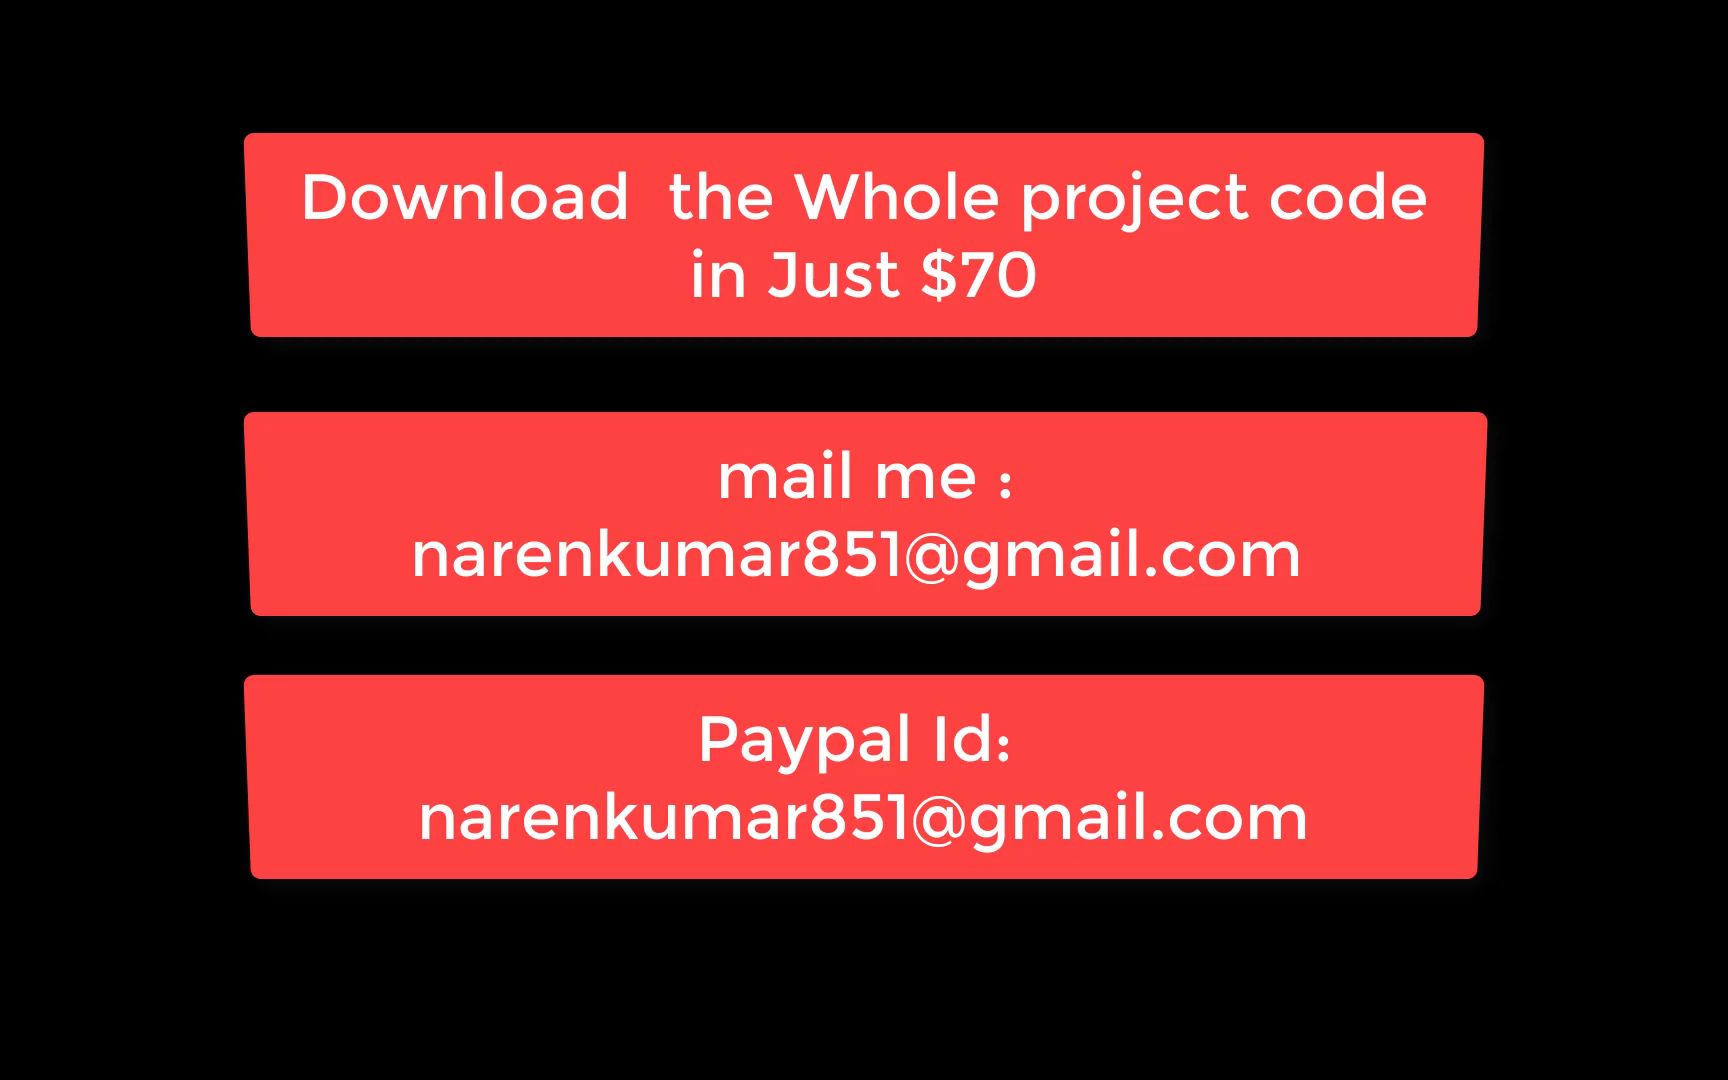 Download  the Whole project code
in Just $70
mail me :
narenkumar851@gmail.com
Paypal Id:
narenkumar851@gmail.com